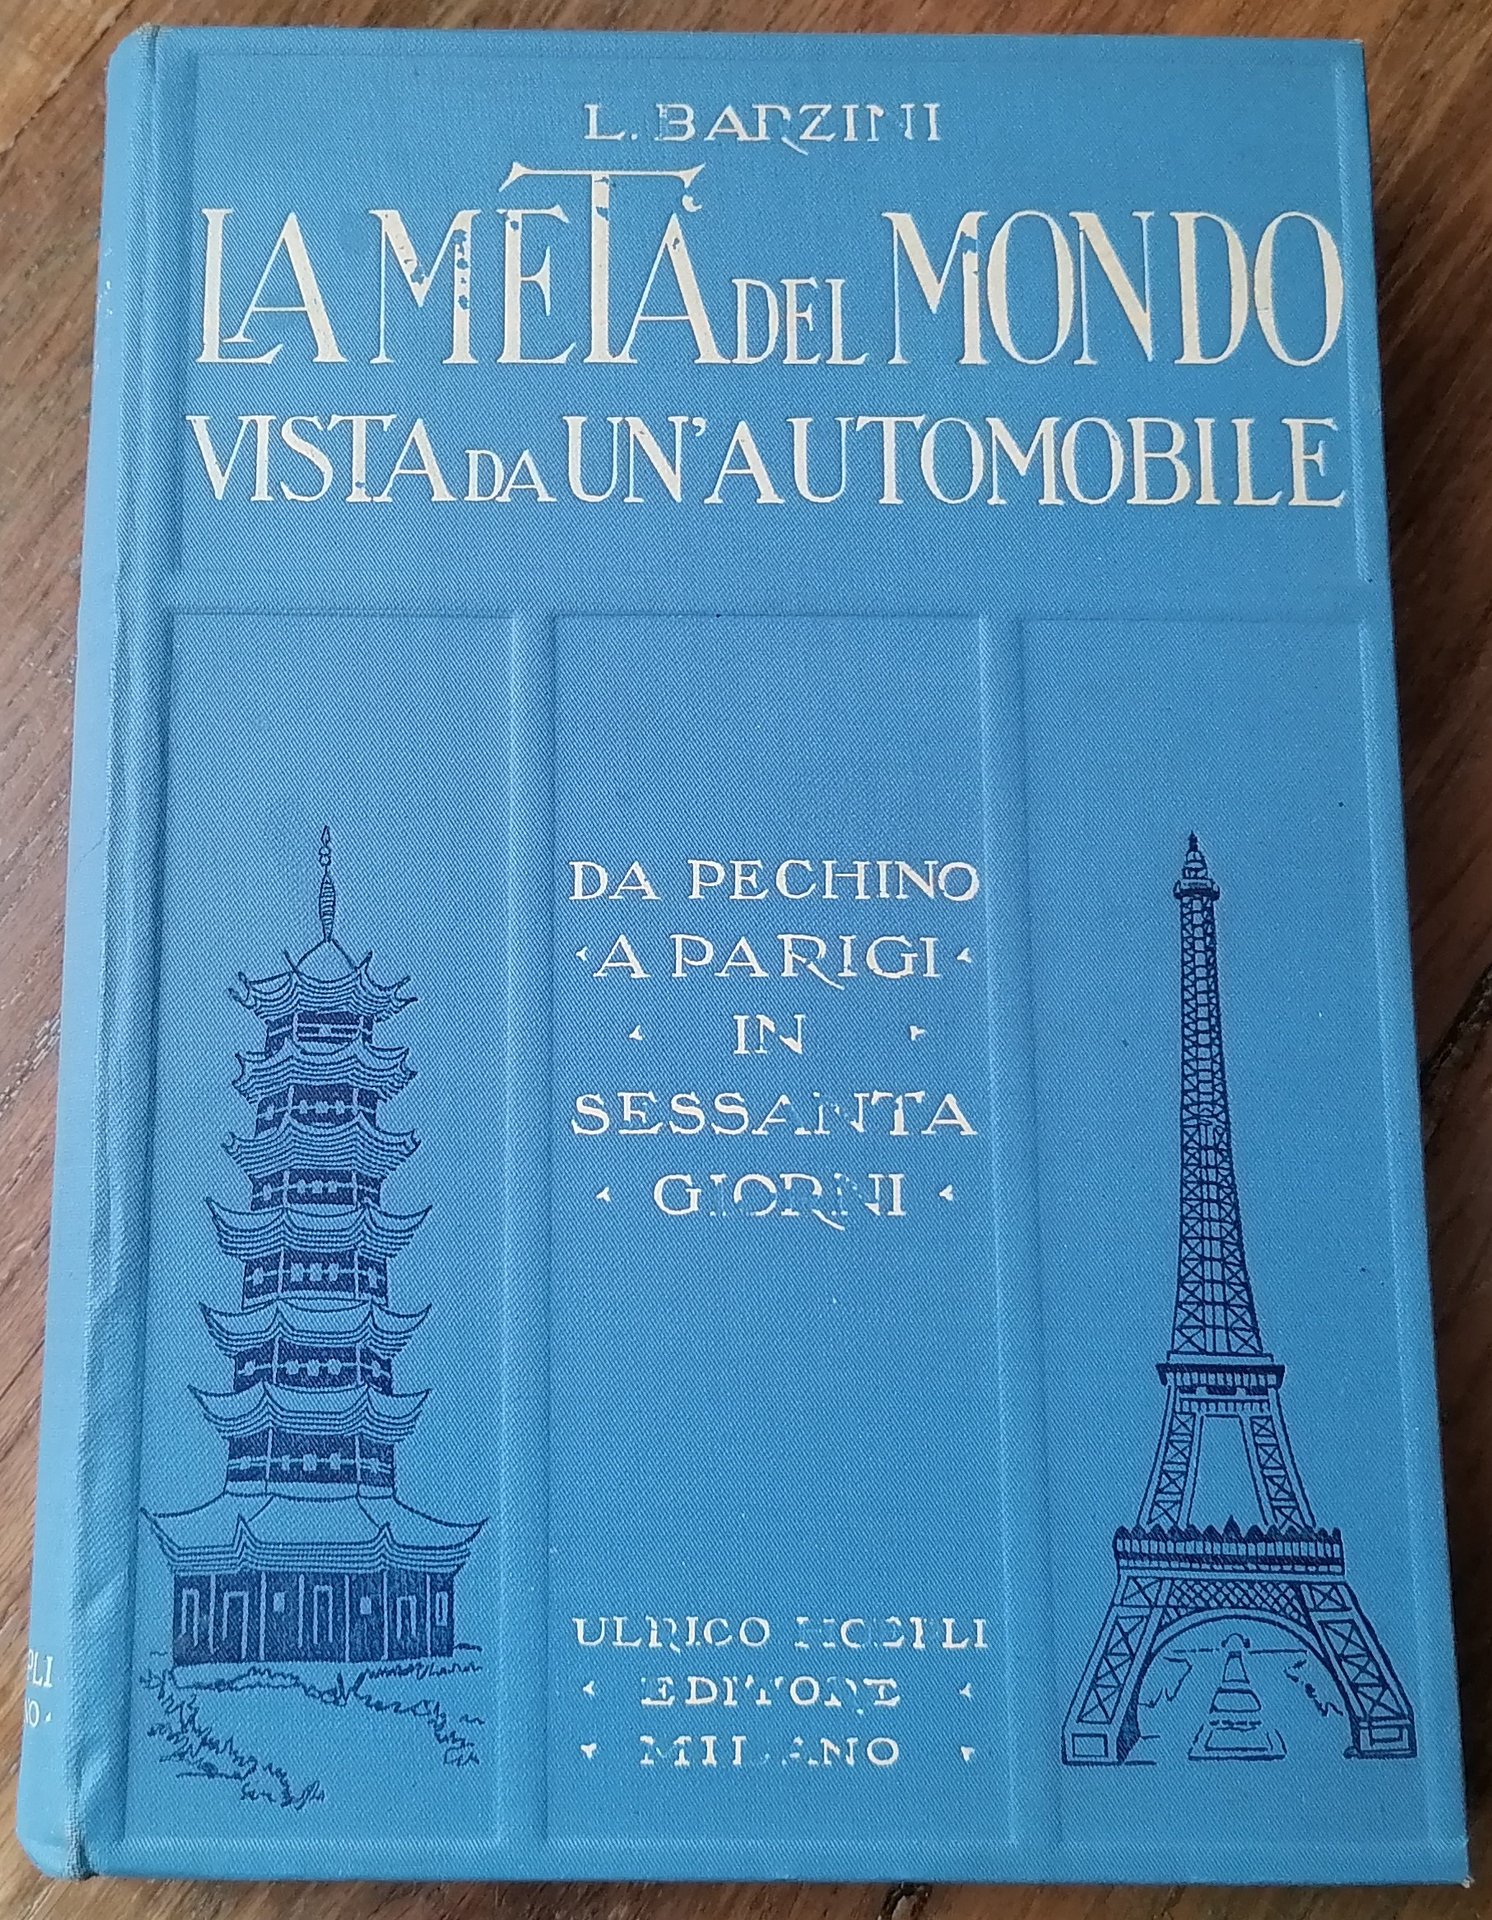 L. BARZINI
LA METÀ DEL MONDO
VISTA DA UN'AUTOMOBILE
DA PECHINO
A PARIGI
IN
SESSANTA
GIORNI
ULRICO HOEPLI
EDITORE
MILANO